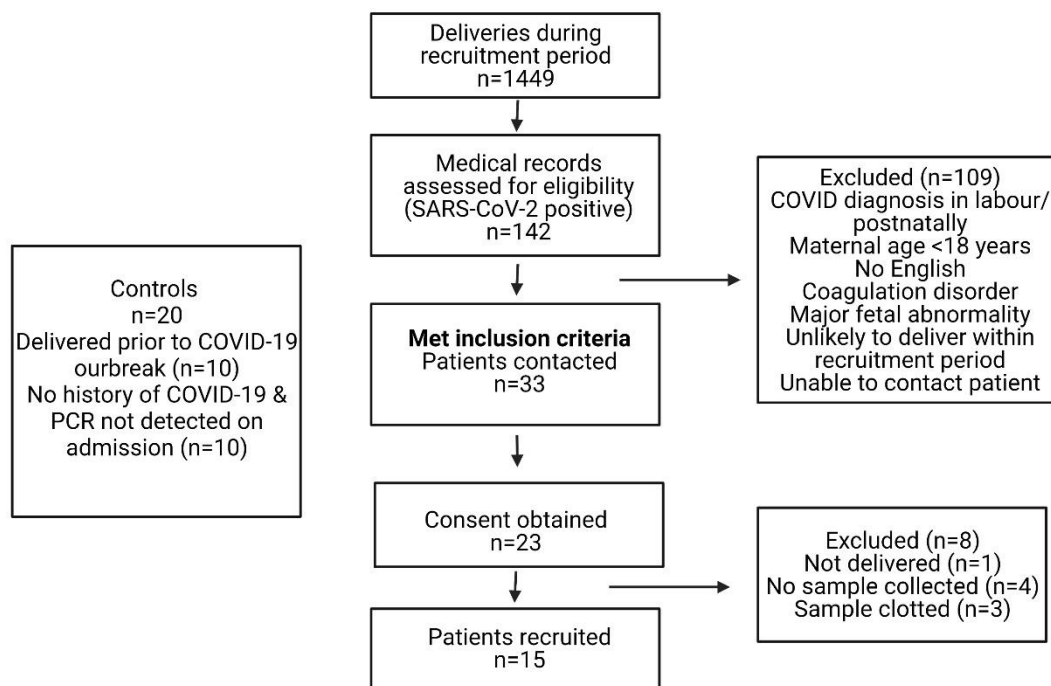 Deliveries during
recruitment period
n=1449
Medical records
assessed for eligibility
(SARS-CoV-2 positive)
n=142
Excluded (n=109)
COVID diagnosis in labour/
postnatally
Maternal age <18 years
No English
Coagulation disorder
Major fetal abnormality
Unlikely to deliver within
recruitment period
Unable to contact patient
Controls
n=20
Delivered prior to COVID-19
ourbreak (n=10)
No history of COVID-19 &
PCR not detected on
admission (n=10)
Met inclusion criteria
Patients contacted
n=33
Consent obtained
n=23
Excluded (n=8)
Not delivered (n=1)
No sample collected (n=4)
Sample clotted (n=3)
Patients recruited
n=15